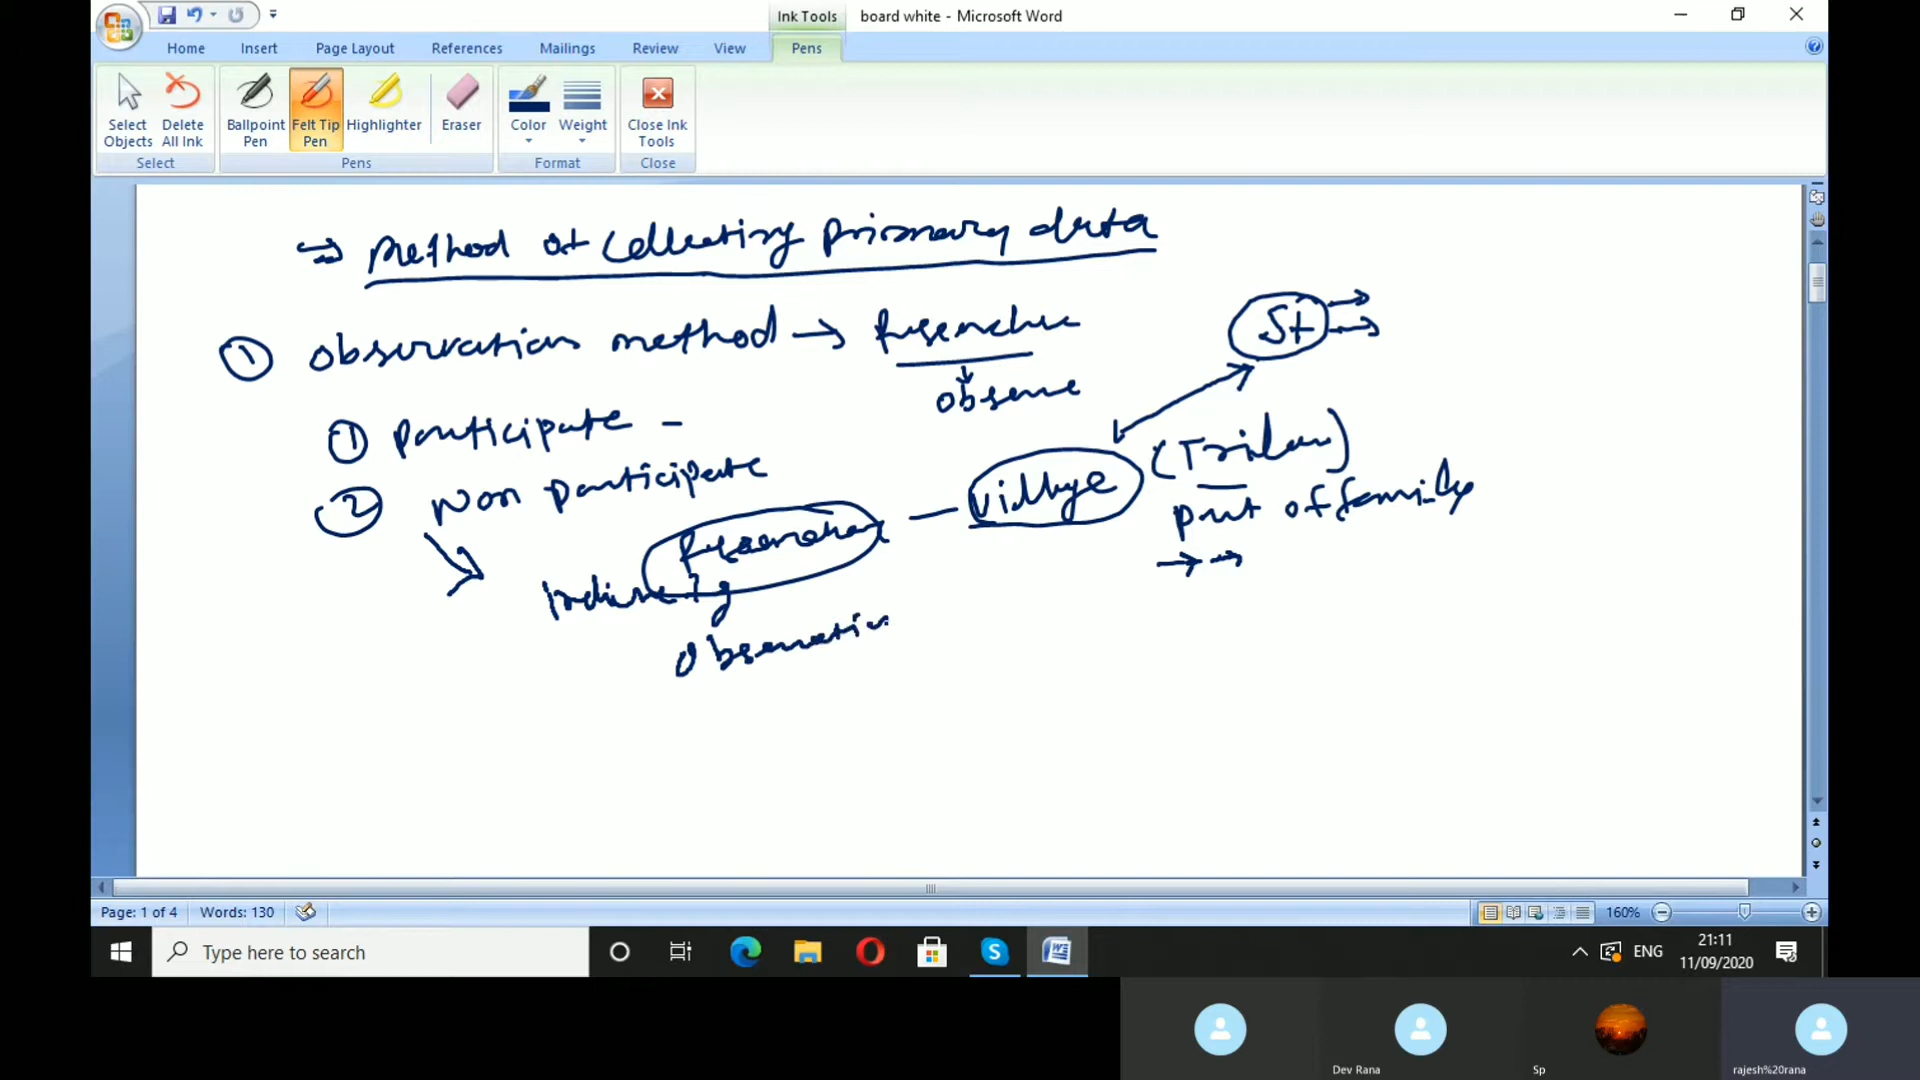 Ink Tools
board white - Microsoft Word
Home
Insert
Page Layout
References
Mailings
Review
View
Pens
Select Objects
Delete All Ink
Ballpoint Pen
Felt Tip Pen
Highlighter
Eraser
Color
Weight
Close Ink Tools
Select
Pens
Format
Close
Method of collecting primary data
① Observation method → Researcher
observe
St
① Participate -
② Non participate
Researcher — village
part of family
Indirectly
Observation
Page: 1 of 4
Words: 130
160%
Type here to search
ENG
21:11
11/09/2020
Dev Rana
Sp
rajesh%20rana